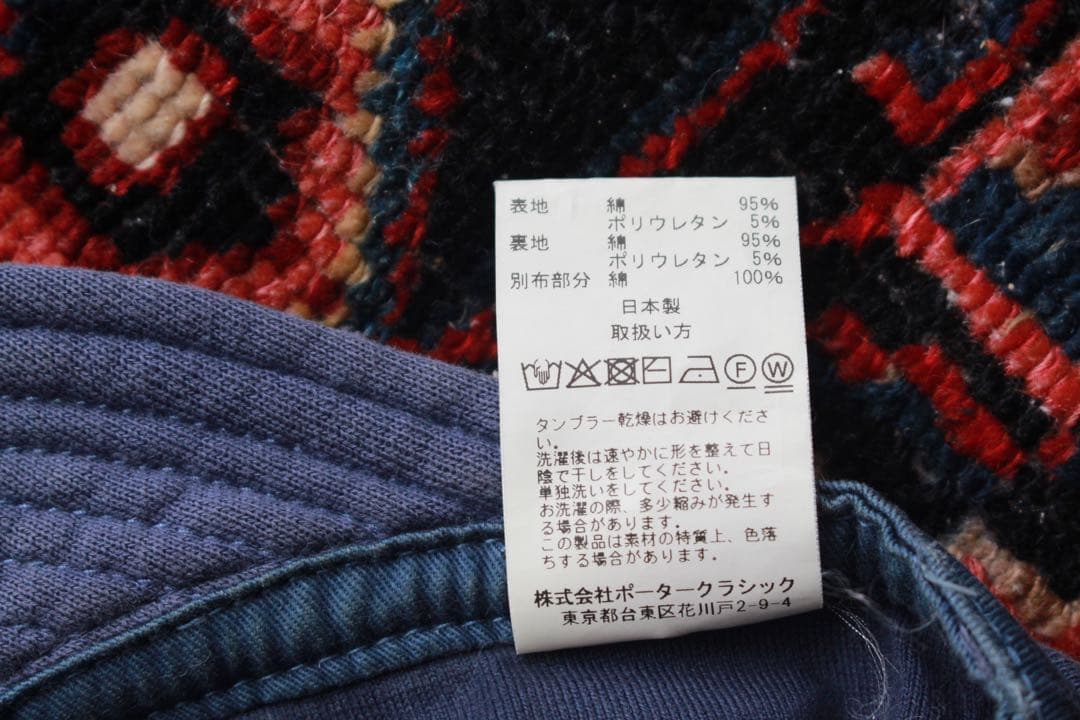 表地 綿 95%
ポリウレタン 5%
裏地 綿 95%
ポリウレタン 5%
別布部分 綿 100%
日本製
取扱い方
F W
タンブラー乾燥はお避けくださ
い。
洗濯後は速やかに形を整えて日
陰で干しをしてください。
単独洗いをしてください。
お洗濯の際、多少縮みが発生す
る場合があります。
この製品は素材の特質上、色落
ちする場合があります。
株式会社ポータークラシック
東京都台東区花川戸2-9-4